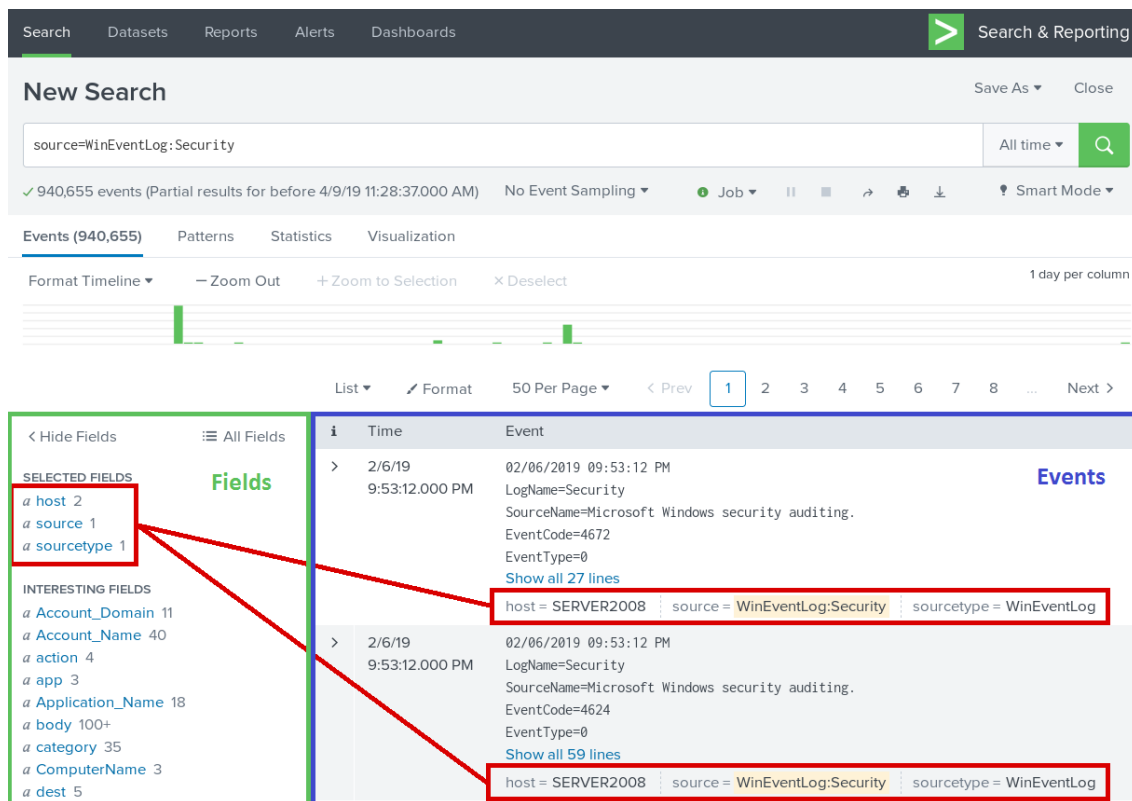 Search Datasets Reports Alerts Dashboards > Search & Reporting
New Search Save As Close
source=WinEventLog:Security All time
940,655 events (Partial results for before 4/9/19 11:28:37.000 AM) No Event Sampling Job Smart Mode
Events (940,655) Patterns Statistics Visualization
Format Timeline — Zoom Out + Zoom to Selection × Deselect 1 day per column
List Format 50 Per Page < Prev 1 2 3 4 5 6 7 8 ... Next >
< Hide Fields All Fields
Fields
SELECTED FIELDS
a host 2
a source 1
a sourcetype 1
INTERESTING FIELDS
a Account_Domain 11
a Account_Name 40
a action 4
a app 3
a Application_Name 18
a body 100+
a category 35
a ComputerName 3
a dest 5
i Time Event
Events
> 2/6/19 02/06/2019 09:53:12 PM
9:53:12.000 PM LogName=Security
SourceName=Microsoft Windows security auditing.
EventCode=4672
EventType=0
Show all 27 lines
host = SERVER2008 source = WinEventLog:Security sourcetype = WinEventLog
> 2/6/19 02/06/2019 09:53:12 PM
9:53:12.000 PM LogName=Security
SourceName=Microsoft Windows security auditing.
EventCode=4624
EventType=0
Show all 59 lines
host = SERVER2008 source = WinEventLog:Security sourcetype = WinEventLog